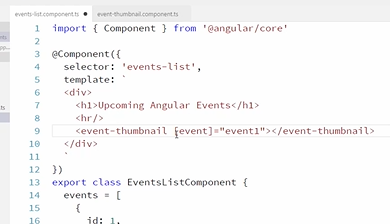 events-list.component.ts event-thumbnail.component.ts
1 import { Component } from '@angular/core'
2
3 @Component({
4 selector: 'events-list',
5 template: `
6 <div>
7 <h1>Upcoming Angular Events</h1>
8 <hr/>
9 <event-thumbnail [event]="event1"></event-thumbnail>
10 </div>
11 `
12 })
13 export class EventsListComponent {
14 events = [
15 {
16 id: 1,